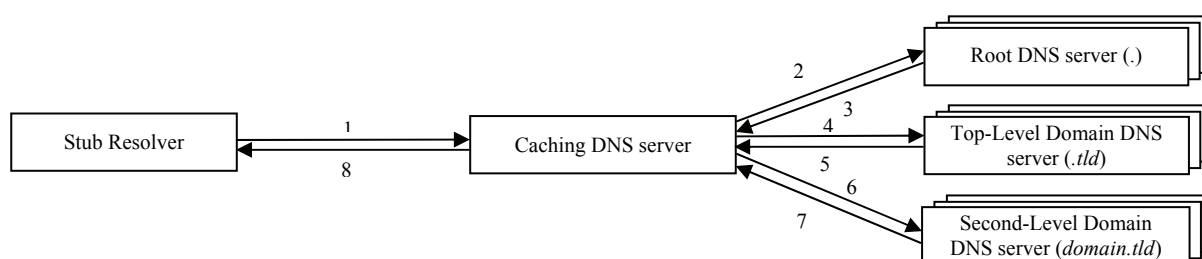 2
Root DNS server (.)
3
Stub Resolver
1
8
Caching DNS server
4
5
Top-Level Domain DNS
server (.tld)
6
7
Second-Level Domain
DNS server (domain.tld)